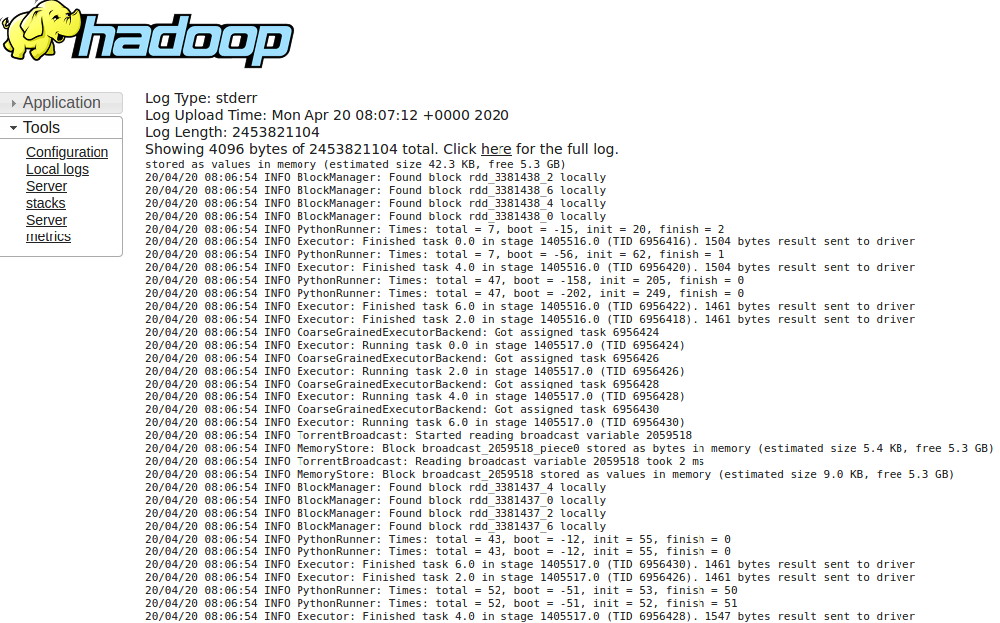 hadoop
Application
Tools
Configuration
Local logs
Server
stacks
Server
metrics
Log Type: stderr
Log Upload Time: Mon Apr 20 08:07:12 +0000 2020
Log Length: 2453821104
Showing 4096 bytes of 2453821104 total. Click here for the full log.
stored as values in memory (estimated size 42.3 KB, free 5.3 GB)
20/04/20 08:06:54 INFO BlockManager: Found block rdd_3381438_2 locally
20/04/20 08:06:54 INFO BlockManager: Found block rdd_3381438_6 locally
20/04/20 08:06:54 INFO BlockManager: Found block rdd_3381438_4 locally
20/04/20 08:06:54 INFO BlockManager: Found block rdd_3381438_0 locally
20/04/20 08:06:54 INFO PythonRunner: Times: total = 7, boot = -15, init = 20, finish = 2
20/04/20 08:06:54 INFO Executor: Finished task 0.0 in stage 1405516.0 (TID 6956416). 1504 bytes result sent to driver
20/04/20 08:06:54 INFO PythonRunner: Times: total = 7, boot = -56, init = 62, finish = 1
20/04/20 08:06:54 INFO Executor: Finished task 4.0 in stage 1405516.0 (TID 6956420). 1504 bytes result sent to driver
20/04/20 08:06:54 INFO PythonRunner: Times: total = 47, boot = -158, init = 205, finish = 0
20/04/20 08:06:54 INFO PythonRunner: Times: total = 47, boot = -202, init = 249, finish = 0
20/04/20 08:06:54 INFO Executor: Finished task 6.0 in stage 1405516.0 (TID 6956422). 1461 bytes result sent to driver
20/04/20 08:06:54 INFO Executor: Finished task 2.0 in stage 1405516.0 (TID 6956418). 1461 bytes result sent to driver
20/04/20 08:06:54 INFO CoarseGrainedExecutorBackend: Got assigned task 6956424
20/04/20 08:06:54 INFO Executor: Running task 0.0 in stage 1405517.0 (TID 6956424)
20/04/20 08:06:54 INFO CoarseGrainedExecutorBackend: Got assigned task 6956426
20/04/20 08:06:54 INFO Executor: Running task 2.0 in stage 1405517.0 (TID 6956426)
20/04/20 08:06:54 INFO CoarseGrainedExecutorBackend: Got assigned task 6956428
20/04/20 08:06:54 INFO Executor: Running task 4.0 in stage 1405517.0 (TID 6956428)
20/04/20 08:06:54 INFO CoarseGrainedExecutorBackend: Got assigned task 6956430
20/04/20 08:06:54 INFO Executor: Running task 6.0 in stage 1405517.0 (TID 6956430)
20/04/20 08:06:54 INFO TorrentBroadcast: Started reading broadcast variable 2059518
20/04/20 08:06:54 INFO MemoryStore: Block broadcast_2059518_piece0 stored as bytes in memory (estimated size 5.4 KB, free 5.3 GB)
20/04/20 08:06:54 INFO TorrentBroadcast: Reading broadcast variable 2059518 took 2 ms
20/04/20 08:06:54 INFO MemoryStore: Block broadcast_2059518 stored as values in memory (estimated size 9.0 KB, free 5.3 GB)
20/04/20 08:06:54 INFO BlockManager: Found block rdd_3381437_4 locally
20/04/20 08:06:54 INFO BlockManager: Found block rdd_3381437_0 locally
20/04/20 08:06:54 INFO BlockManager: Found block rdd_3381437_2 locally
20/04/20 08:06:54 INFO BlockManager: Found block rdd_3381437_6 locally
20/04/20 08:06:54 INFO PythonRunner: Times: total = 43, boot = -12, init = 55, finish = 0
20/04/20 08:06:54 INFO PythonRunner: Times: total = 43, boot = -12, init = 55, finish = 0
20/04/20 08:06:54 INFO Executor: Finished task 6.0 in stage 1405517.0 (TID 6956430). 1461 bytes result sent to driver
20/04/20 08:06:54 INFO Executor: Finished task 2.0 in stage 1405517.0 (TID 6956426). 1461 bytes result sent to driver
20/04/20 08:06:54 INFO PythonRunner: Times: total = 52, boot = -51, init = 53, finish = 50
20/04/20 08:06:54 INFO PythonRunner: Times: total = 52, boot = -51, init = 52, finish = 51
20/04/20 08:06:54 INFO Executor: Finished task 4.0 in stage 1405517.0 (TID 6956428). 1547 bytes result sent to driver